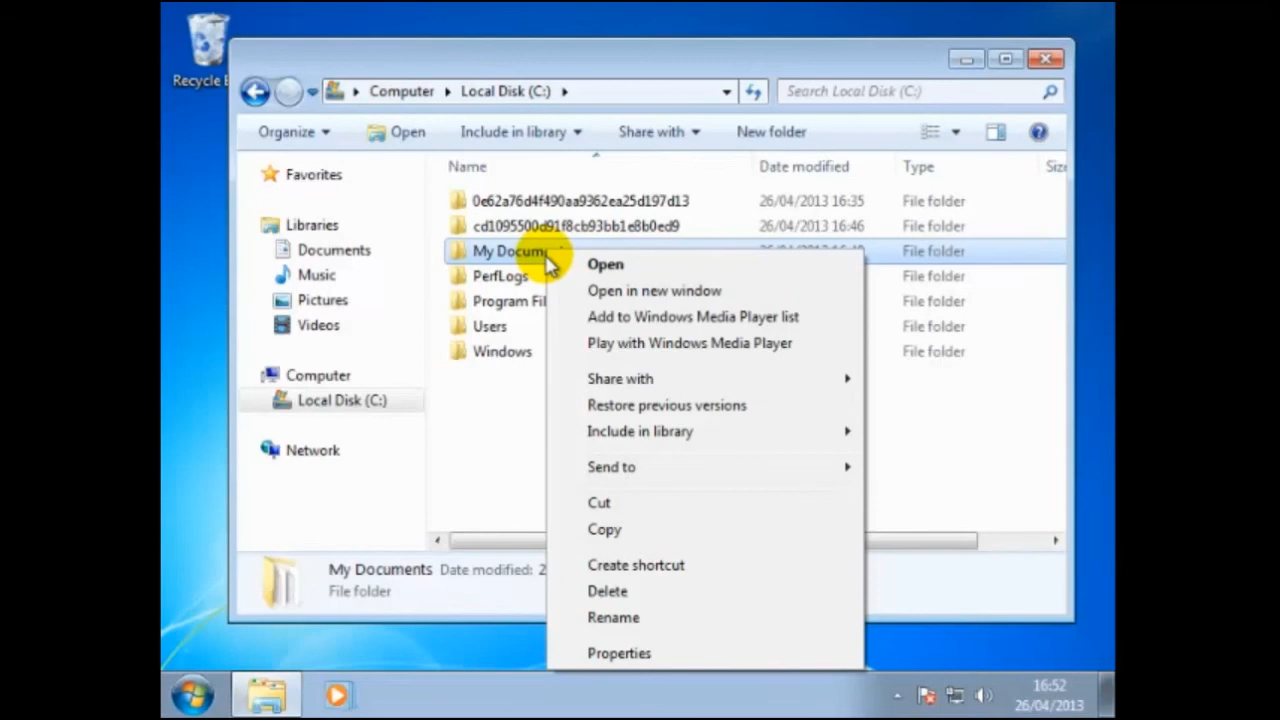 Recycle
Computer Local Disk (C:)
Search Local Disk (C:)
Organize Open Include in library Share with New folder
Name Date modified Type
Favorites
0e62a76d4f490aa9362ea25d197d13 26/04/2013 16:35 File folder
cd1095500d91f8cb93bb1e8b0ed9 26/04/2013 16:46 File folder
My File folder
PerfLogs File folder
Program File folder
Users File folder
Windows File folder
Libraries
Documents
Music
Pictures
Videos
Computer
Local Disk (C:)
Network
Open
Open in new window
Add to Windows Media Player list
Play with Windows Media Player
Share with
Restore previous versions
Include in library
Send to
Cut
Copy
Create shortcut
Delete
Rename
Properties
My Documents Date modified: 2
File folder
16:52
26/04/2013